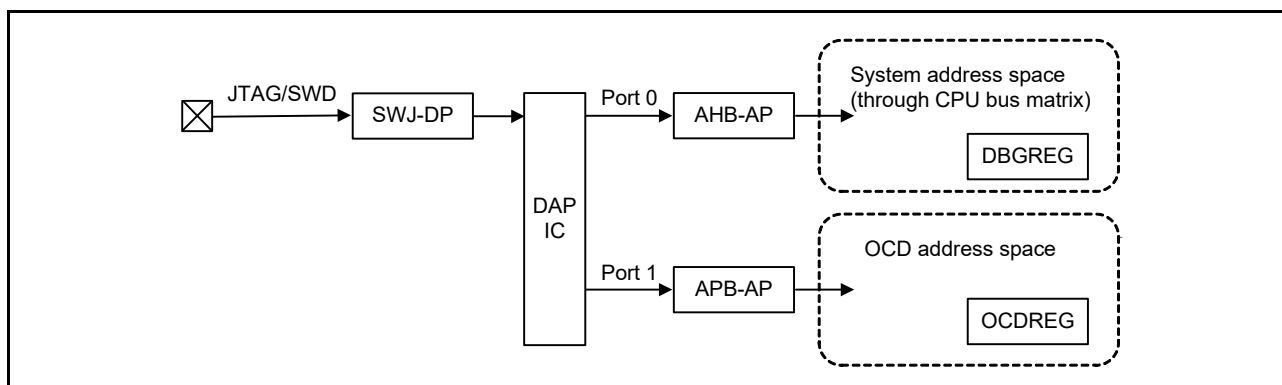 JTAG/SWD
SWJ-DP
DAP
IC
Port 0
AHB-AP
System address space
(through CPU bus matrix)
DBGREG
Port 1
APB-AP
OCD address space
OCDREG